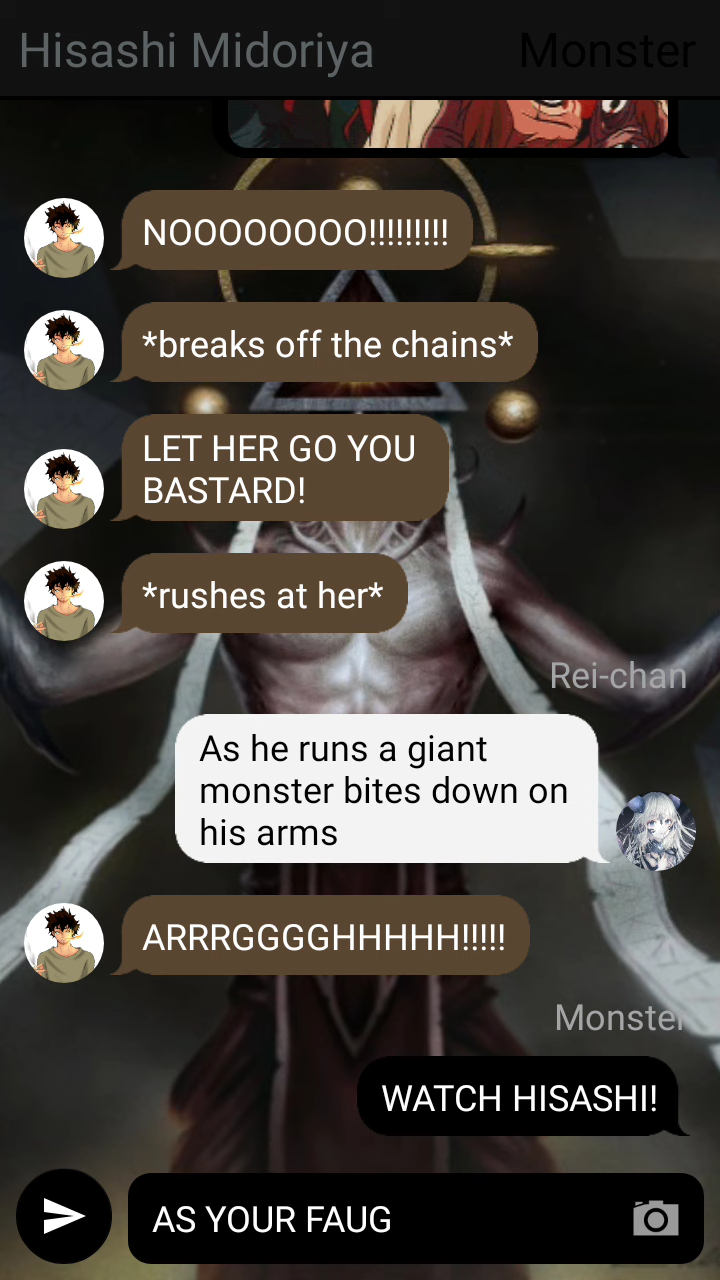 Hisashi Midoriya Monster
NOOOOOOOO!!!!!!!!!
*breaks off the chains*
LET HER GO YOU
BASTARD!
*rushes at her*
Rei-chan
As he runs a giant
monster bites down on
his arms
ARRRGGGGHHHHH!!!!!
Monster
WATCH HISASHI!
AS YOUR FAUG